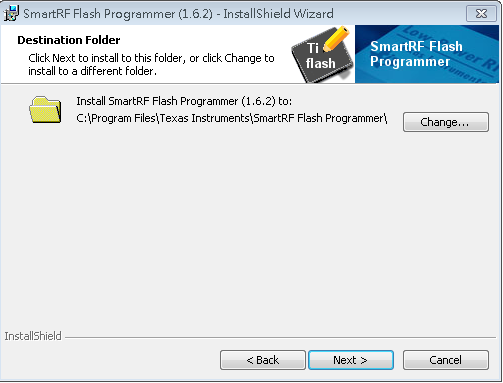 SmartRF Flash Programmer (1.6.2) - InstallShield Wizard
Destination Folder
Click Next to install to this folder, or click Change to
install to a different folder.
Ti
flash
SmartRF Flash
Programmer
Install SmartRF Flash Programmer (1.6.2) to:
C:\Program Files\Texas Instruments\SmartRF Flash Programmer\
Change...
InstallShield
< Back
Next >
Cancel